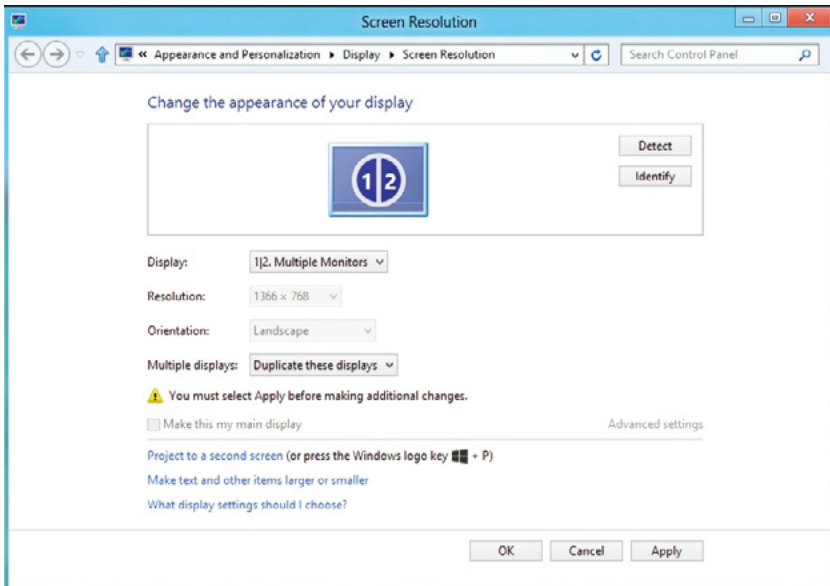 Screen Resolution
« Appearance and Personalization ▸ Display ▸ Screen Resolution
Search Control Panel
Change the appearance of your display
1|2
Detect
Identify
Display: 1|2. Multiple Monitors
Resolution: 1366 × 768
Orientation: Landscape
Multiple displays: Duplicate these displays
You must select Apply before making additional changes.
Make this my main display
Advanced settings
Project to a second screen (or press the Windows logo key + P)
Make text and other items larger or smaller
What display settings should I choose?
OK Cancel Apply